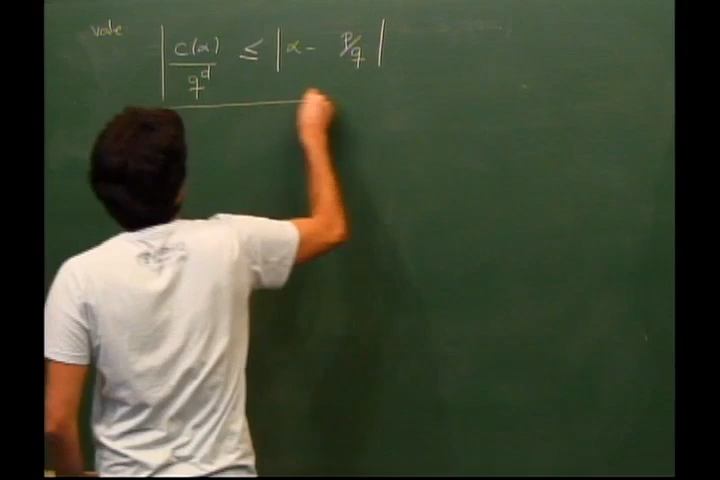 vale | C(α)/q^d ≤ | α - p/q |